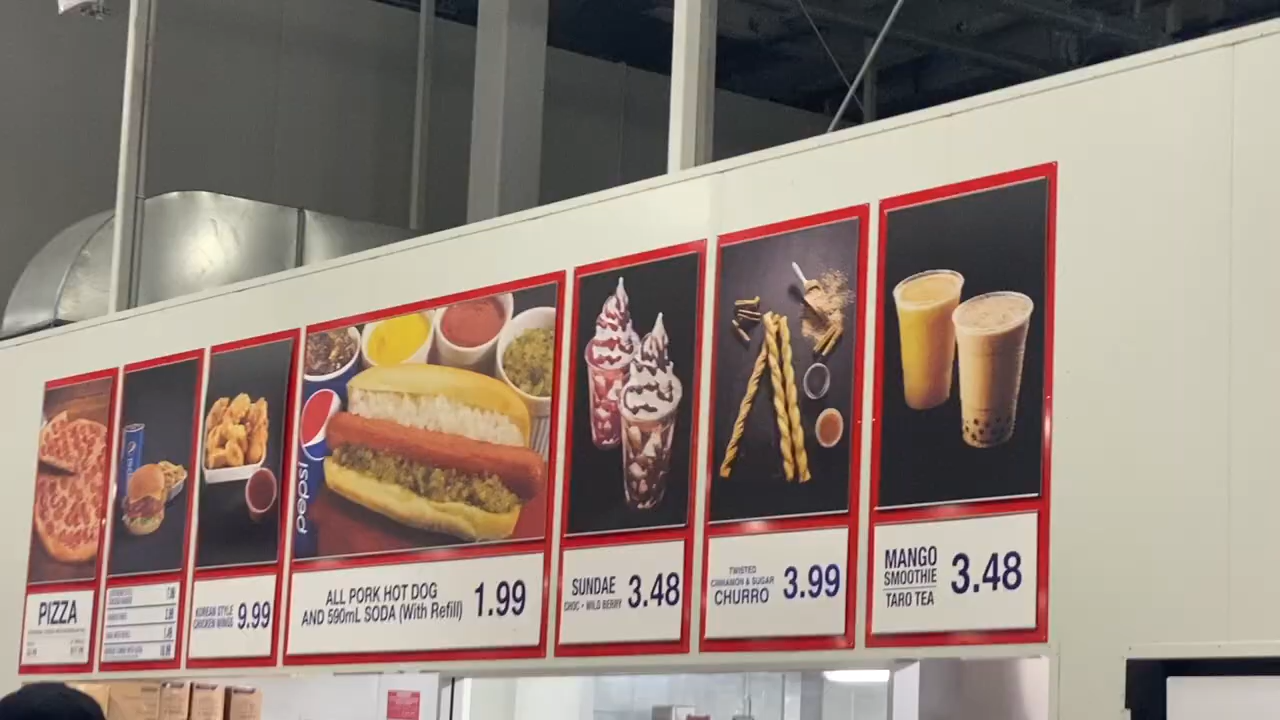 PIZZA
KOREAN STYLE
CHICKEN WINGS
9.99
pepsi
ALL PORK HOT DOG
AND 590mL SODA (With Refill)
1.99
SUNDAE
CHOC • WILD BERRY
3.48
TWISTED
CINNAMON & SUGAR
CHURRO
3.99
MANGO
SMOOTHIE
TARO TEA
3.48